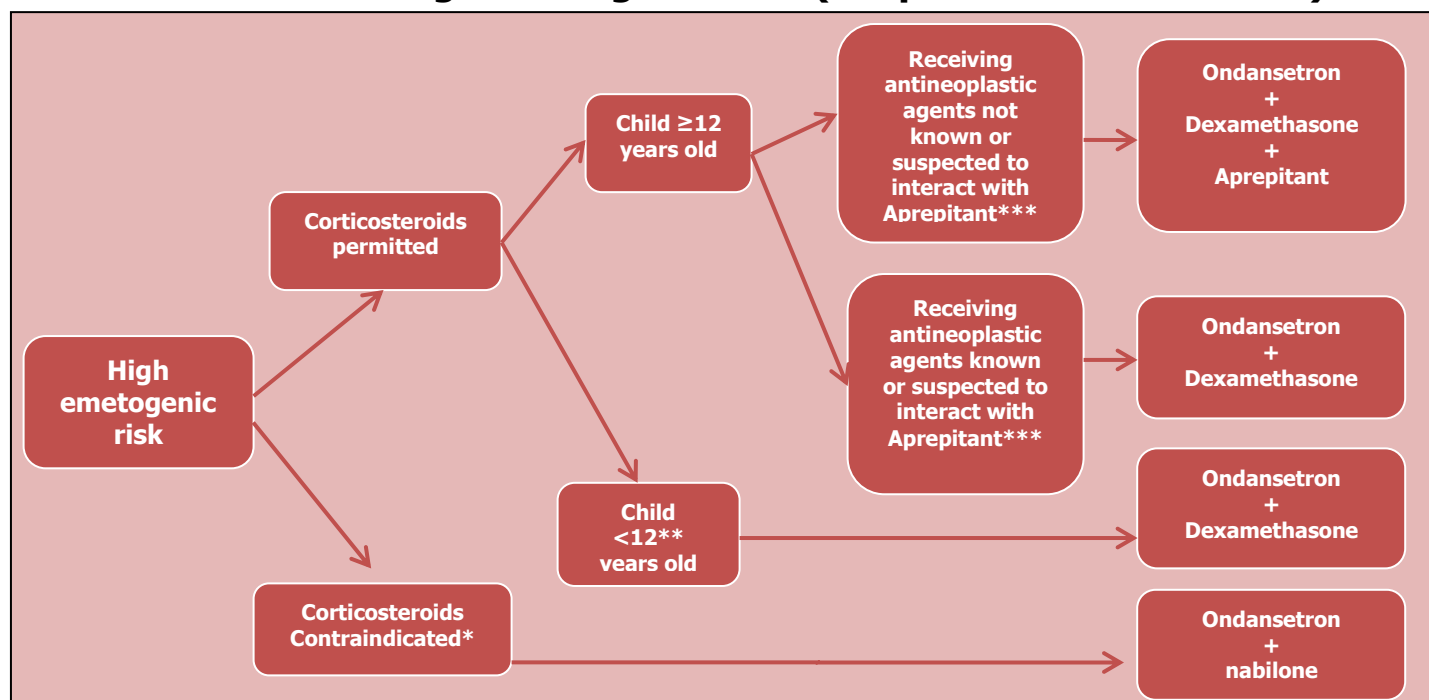 High
emetogenic
risk
Corticosteroids
permitted
Child ≥12
years old
Receiving
antineoplastic
agents not
known or
suspected to
interact with
Aprepitant***
Ondansetron
+
Dexamethasone
+
Aprepitant
Receiving
antineoplastic
agents known
or suspected to
interact with
Aprepitant***
Ondansetron
+
Dexamethasone
Child
<12**
years old
Ondansetron
+
Dexamethasone
Corticosteroids
Contraindicated*
Ondansetron
+
nabilone